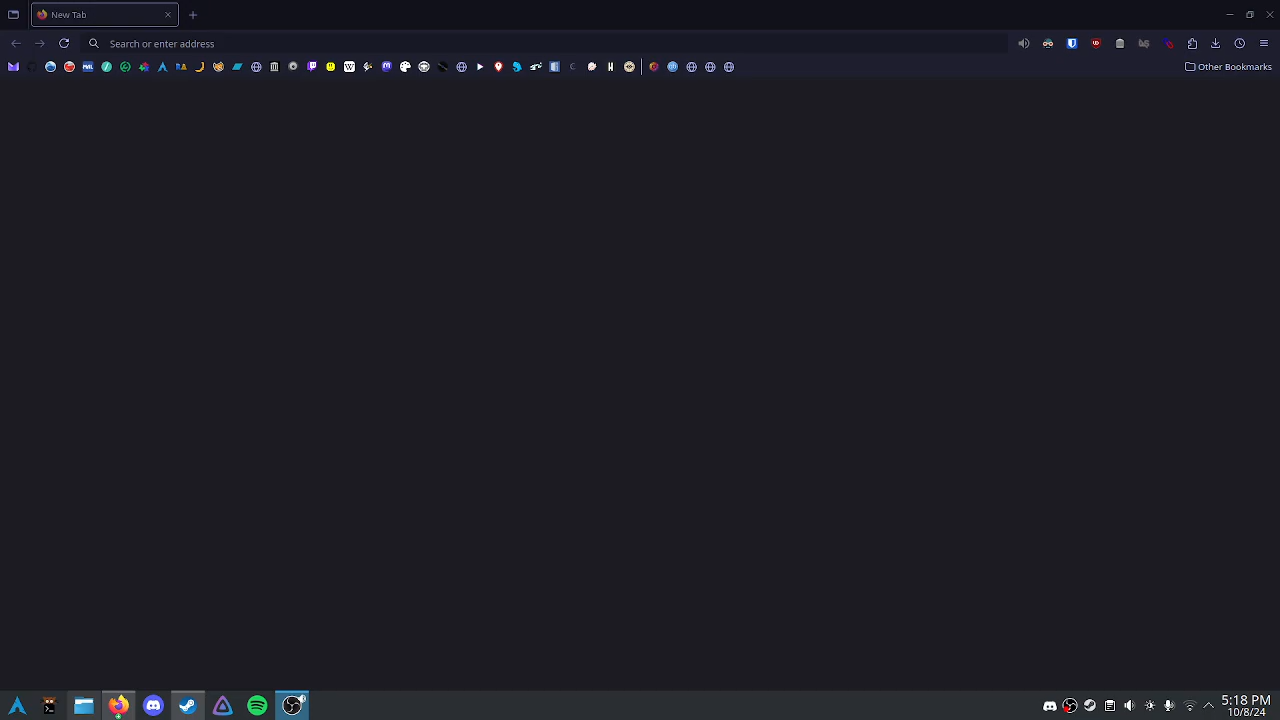 New Tab
Search or enter address
Other Bookmarks
5:18 PM
10/8/24